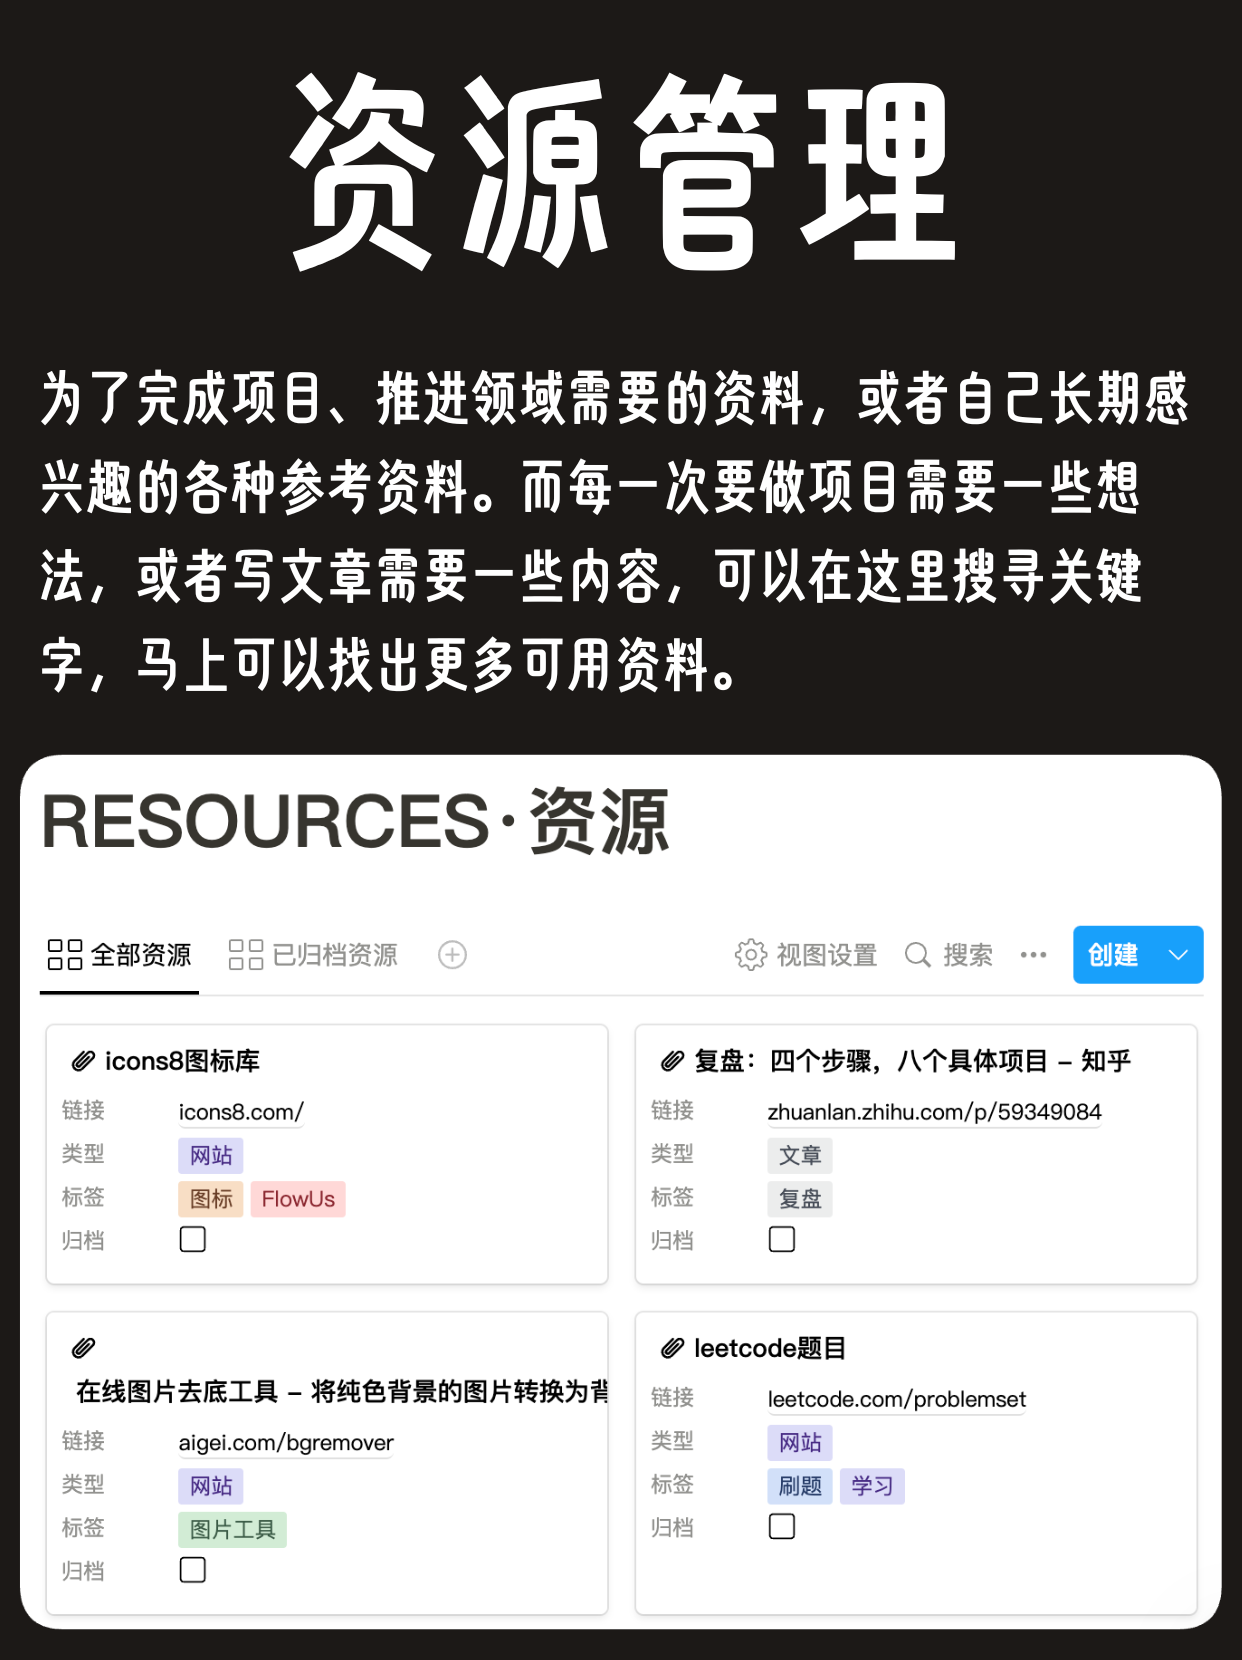 资源管理
为了完成项目、推进领域需要的资料，或者自己长期感
兴趣的各种参考资料。而每一次要做项目需要一些想
法，或者写文章需要一些内容，可以在这里搜寻关键
字，马上可以找出更多可用资料。
RESOURCES·资源
全部资源 已归档资源 视图设置 搜索 ··· 创建
icons8图标库
链接 icons8.com/
类型 网站
标签 图标 FlowUs
归档
复盘：四个步骤，八个具体项目 – 知乎
链接 zhuanlan.zhihu.com/p/59349084
类型 文章
标签 复盘
归档
在线图片去底工具 – 将纯色背景的图片转换为背
链接 aigei.com/bgremover
类型 网站
标签 图片工具
归档
leetcode题目
链接 leetcode.com/problemset
类型 网站
标签 刷题 学习
归档